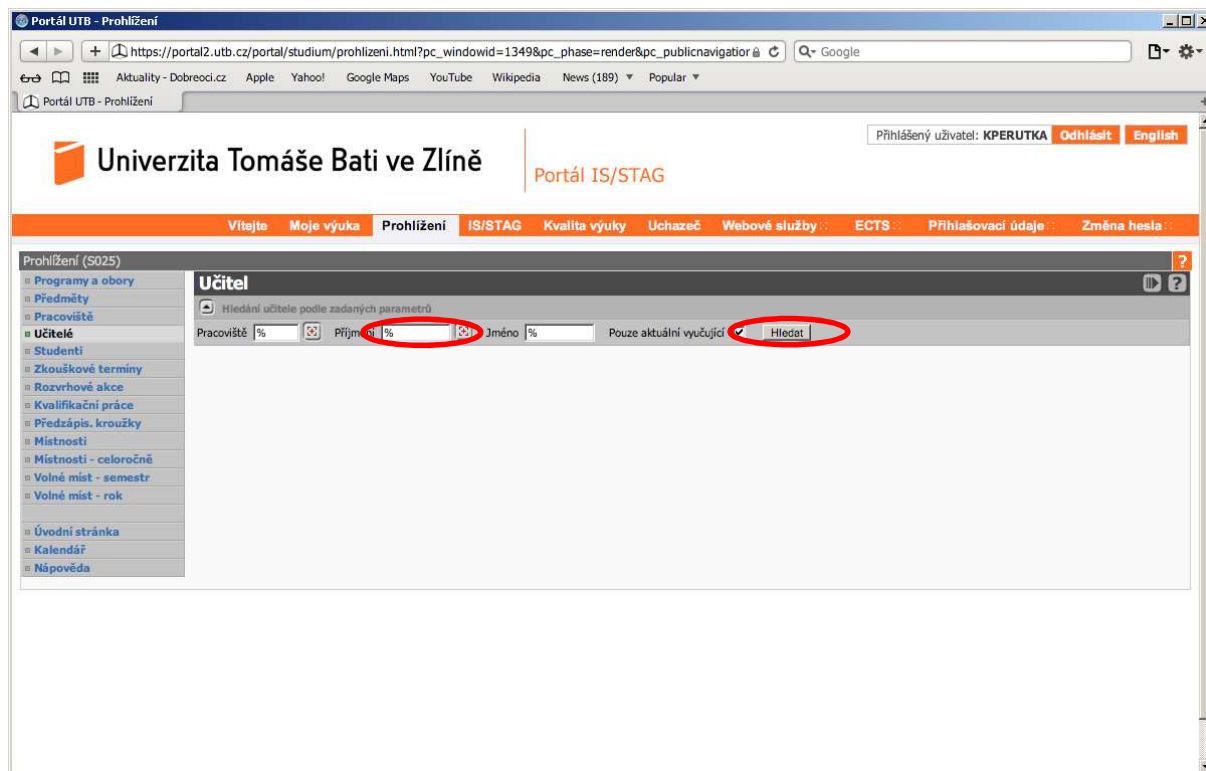 Portál UTB - Prohlížení
https://portal2.utb.cz/portal/studium/prohlizeni.html?pc_windowid=1349&pc_phase=render&pc_publicnavigation
Google
Aktuality - Dobreoci.cz Apple Yahoo! Google Maps YouTube Wikipedia News (189) Popular
Portál UTB - Prohlížení
Přihlášený uživatel: KPERUTKA Odhlásit English
Univerzita Tomáše Bati ve Zlíně
Portál IS/STAG
Vítejte Moje výuka Prohlížení IS/STAG Kvalita výuky Uchazeč Webové služby ECTS Přihlašovací údaje Změna hesla
Prohlížení (S025) ?
Programy a obory
Předměty
Pracoviště
Učitelé
Studenti
Zkouškové termíny
Rozvrhové akce
Kvalifikační práce
Předzápis. kroužky
Místnosti
Místnosti - celoročně
Volné míst - semestr
Volné míst - rok
Úvodní stránka
Kalendář
Nápověda
Učitel ?
Hledání učitele podle zadaných parametrů
Pracoviště % Příjmení % Jméno % Pouze aktuální vyučující Hledat